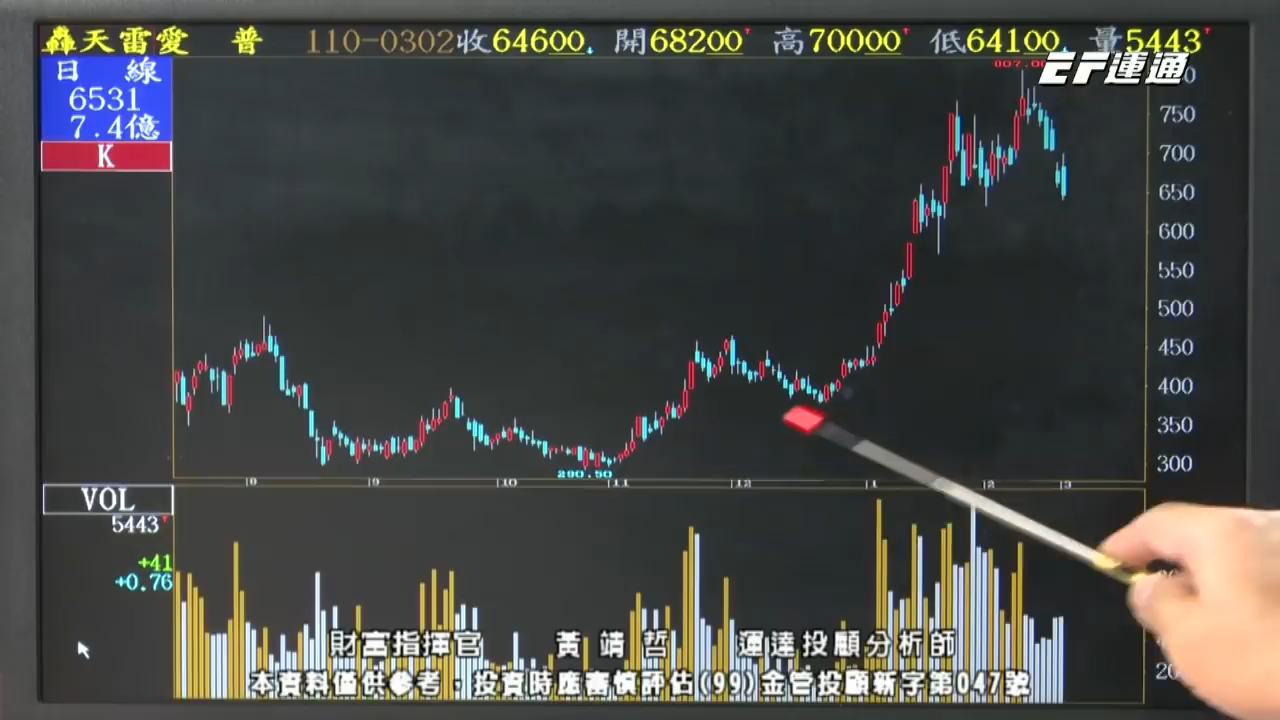 轟天雷愛 普 110-0302收64600 開68200 高70000 低64100 量5443
日 線
6531
7.4億
K
EF運通
807.00
750
700
650
600
550
500
450
400
350
300
290.50
8 9 10 11 12 1 2 3
VOL
5443
+41
+0.76
財富指揮官 黃靖哲 運達投顧分析師
本資料僅供參考，投資時應審慎評估(99)金管投顧新字第047號